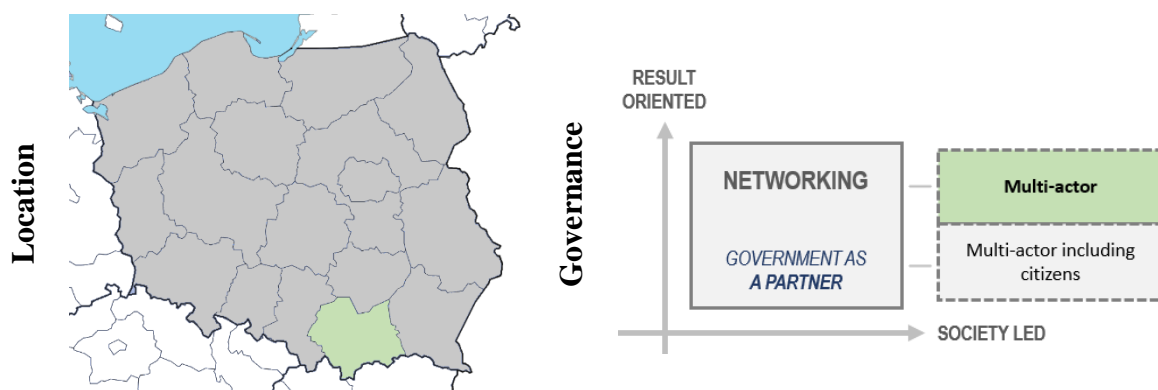 Location
Governance
RESULT
ORIENTED
NETWORKING
GOVERNMENT AS
A PARTNER
Multi-actor
Multi-actor including
citizens
SOCIETY LED